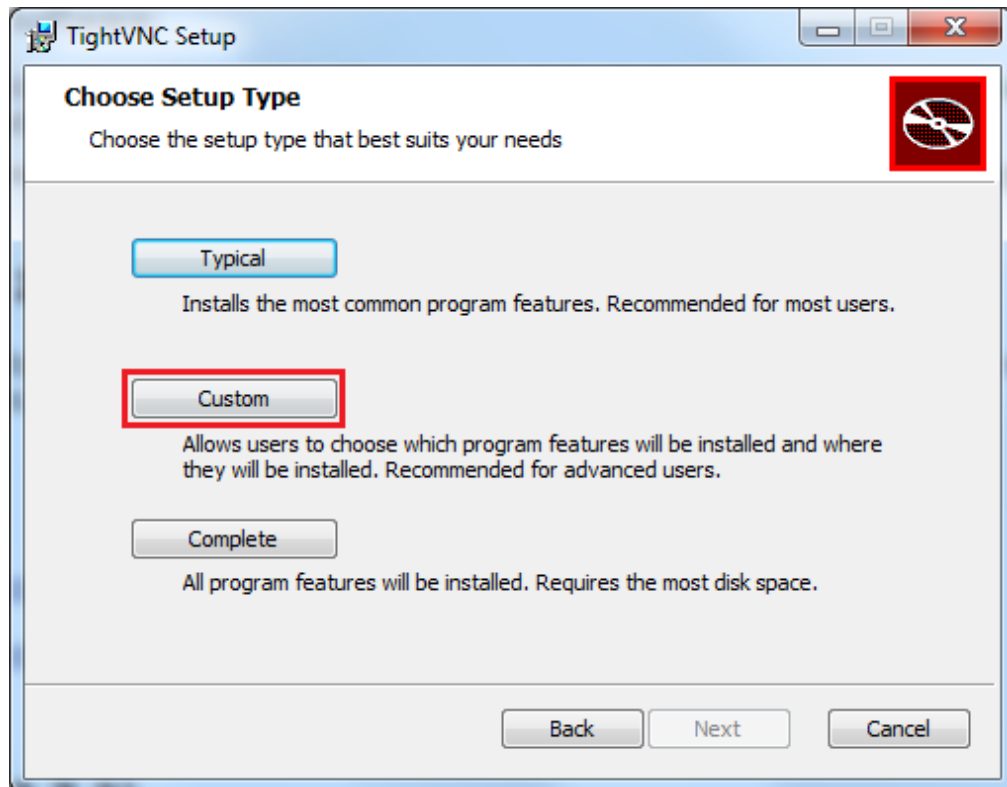 TightVNC Setup
Choose Setup Type
Choose the setup type that best suits your needs
Typical
Installs the most common program features. Recommended for most users.
Custom
Allows users to choose which program features will be installed and where
they will be installed. Recommended for advanced users.
Complete
All program features will be installed. Requires the most disk space.
Back Next Cancel